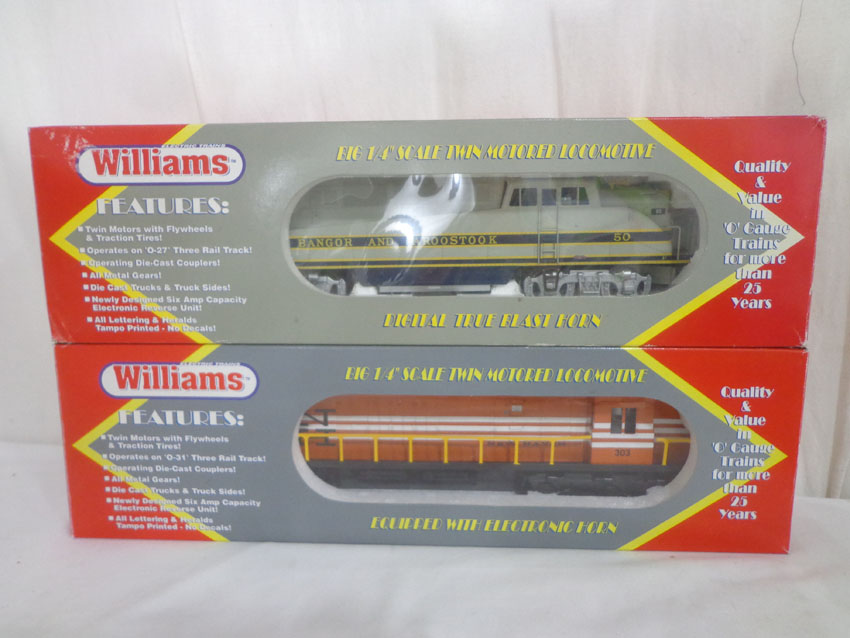 ELECTRIC TRAINS
Williams
FEATURES:
Twin Motors with Flywheels
& Traction Tires!
Operates on 'O-27' Three Rail Track!
Operating Die-Cast Couplers!
All Metal Gears!
Die Cast Trucks & Truck Sides!
Newly Designed Six Amp Capacity
Electronic Reverse Unit!
All Lettering & Heralds
Tampo Printed - No Decals!
BIG 1/4" SCALE TWIN MOTORED LOCOMOTIVE
BANGOR AND AROOSTOOK 50
DIGITAL TRUE BLAST HORN
Quality
&
Value
in
'O' Gauge
Trains
for more
than
25
Years
ELECTRIC TRAINS
Williams
FEATURES:
Twin Motors with Flywheels
& Traction Tires!
Operates on 'O-31' Three Rail Track!
Operating Die-Cast Couplers!
All Metal Gears!
Die Cast Trucks & Truck Sides!
Newly Designed Six Amp Capacity
Electronic Reverse Unit!
All Lettering & Heralds
Tampo Printed - No Decals!
BIG 1/4" SCALE TWIN MOTORED LOCOMOTIVE
303
EQUIPPED WITH ELECTRONIC HORN
Quality
&
Value
in
'O' Gauge
Trains
for more
than
25
Years